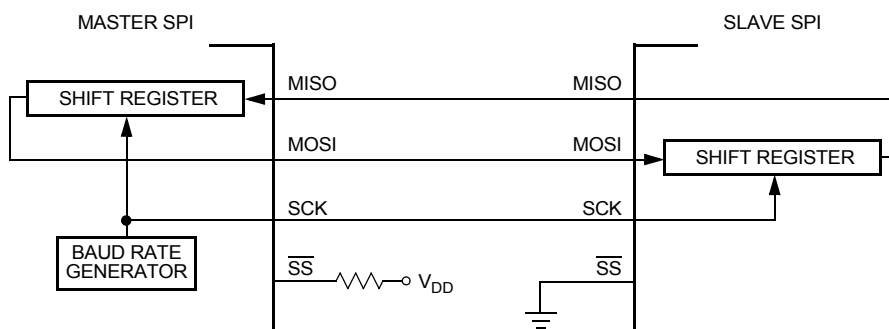 MASTER SPI
SLAVE SPI
SHIFT REGISTER
MISO
MISO
MOSI
MOSI
SHIFT REGISTER
SCK
SCK
BAUD RATE
GENERATOR
SS
VDD
SS